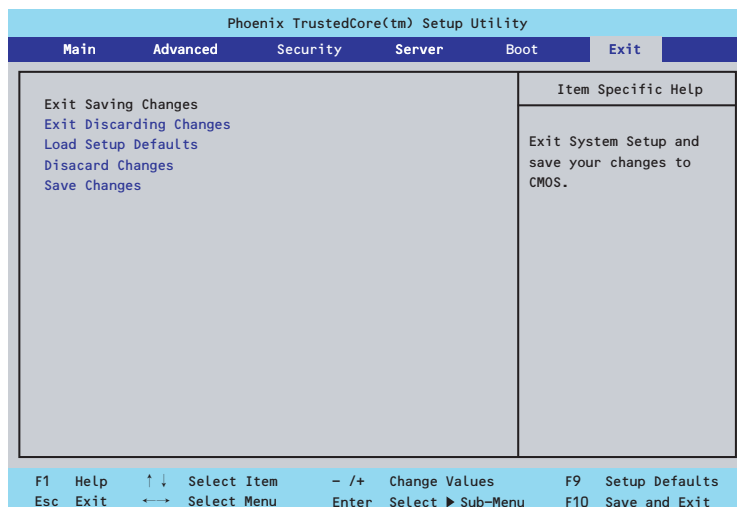 Phoenix TrustedCore(tm) Setup Utility
Main Advanced Security Server Boot Exit
Item Specific Help
Exit Saving Changes
Exit Discarding Changes
Load Setup Defaults
Disacard Changes
Save Changes
Exit System Setup and
save your changes to
CMOS.
F1 Help ↑↓ Select Item − /+ Change Values F9 Setup Defaults
Esc Exit ←→ Select Menu Enter Select ▶ Sub−Menu F10 Save and Exit